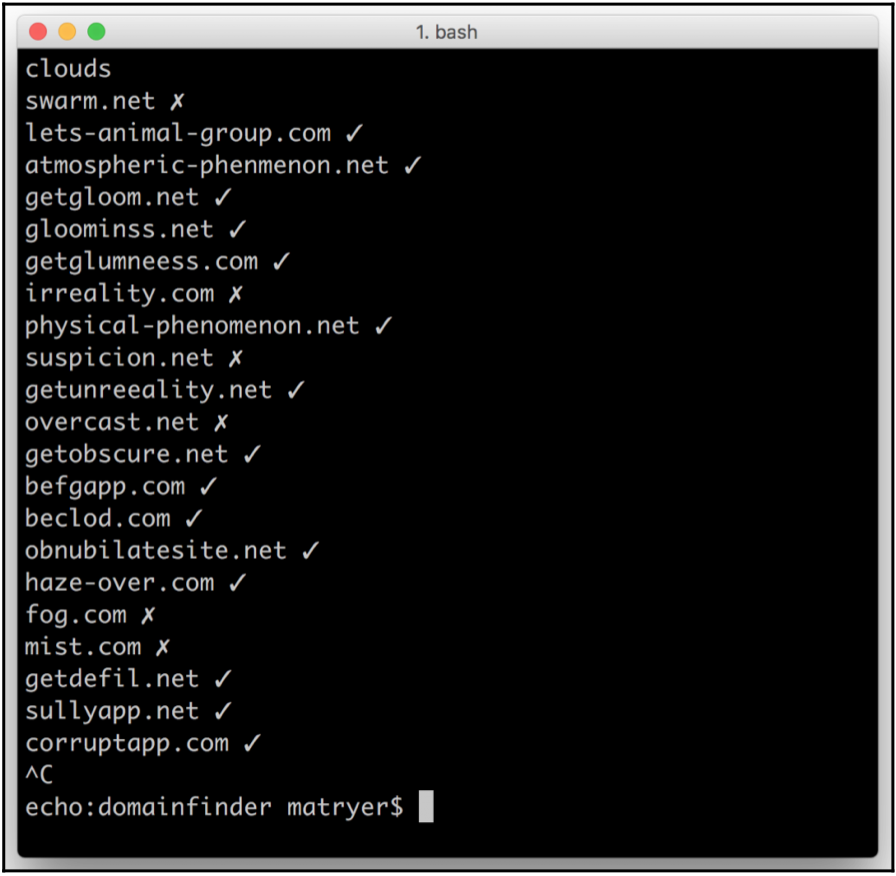 1. bash
clouds
swarm.net ✗
lets-animal-group.com ✓
atmospheric-phenmenon.net ✓
getgloom.net ✓
gloominss.net ✓
getglumneess.com ✓
irreality.com ✗
physical-phenomenon.net ✓
suspicion.net ✗
getunreeality.net ✓
overcast.net ✗
getobscure.net ✓
befgapp.com ✓
beclod.com ✓
obnubilatesite.net ✓
haze-over.com ✓
fog.com ✗
mist.com ✗
getdefil.net ✓
sullyapp.net ✓
corruptapp.com ✓
^C
echo:domainfinder matryer$